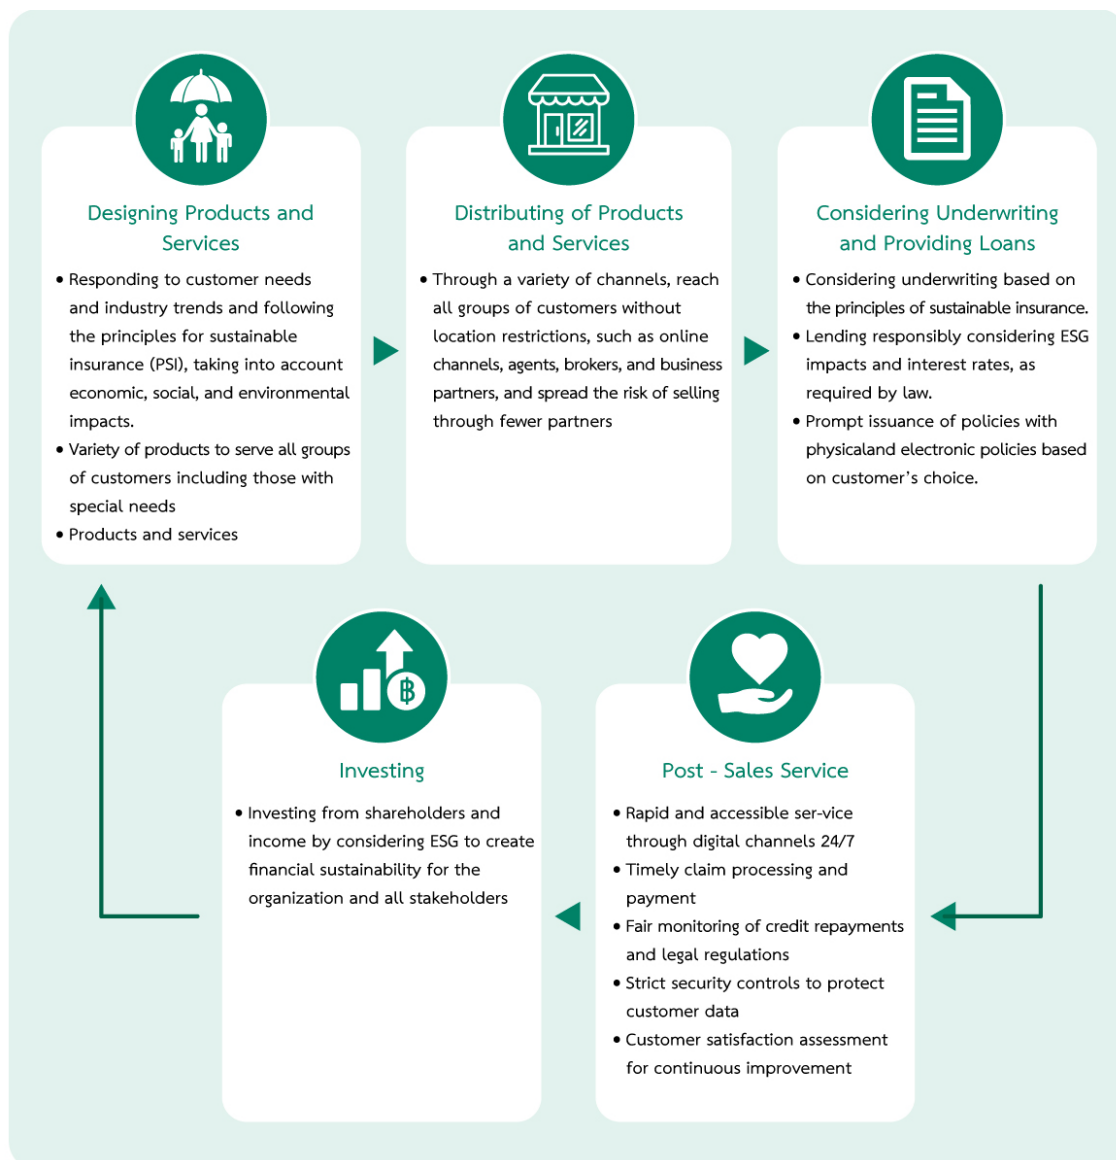 Designing Products and
Services
• Responding to customer needs
and industry trends and following
the principles for sustainable
insurance (PSI), taking into account
economic, social, and environmental
impacts.
• Variety of products to serve all groups
of customers including those with
special needs
• Products and services
Distributing of Products
and Services
• Through a variety of channels, reach
all groups of customers without
location restrictions, such as online
channels, agents, brokers, and business
partners, and spread the risk of selling
through fewer partners
Considering Underwriting
and Providing Loans
• Considering underwriting based on
the principles of sustainable insurance.
• Lending responsibly considering ESG
impacts and interest rates, as
required by law.
• Prompt issuance of policies with
physicaland electronic policies based
on customer's choice.
฿
Investing
• Investing from shareholders and
income by considering ESG to create
financial sustainability for the
organization and all stakeholders
Post - Sales Service
• Rapid and accessible ser-vice
through digital channels 24/7
• Timely claim processing and
payment
• Fair monitoring of credit repayments
and legal regulations
• Strict security controls to protect
customer data
• Customer satisfaction assessment
for continuous improvement